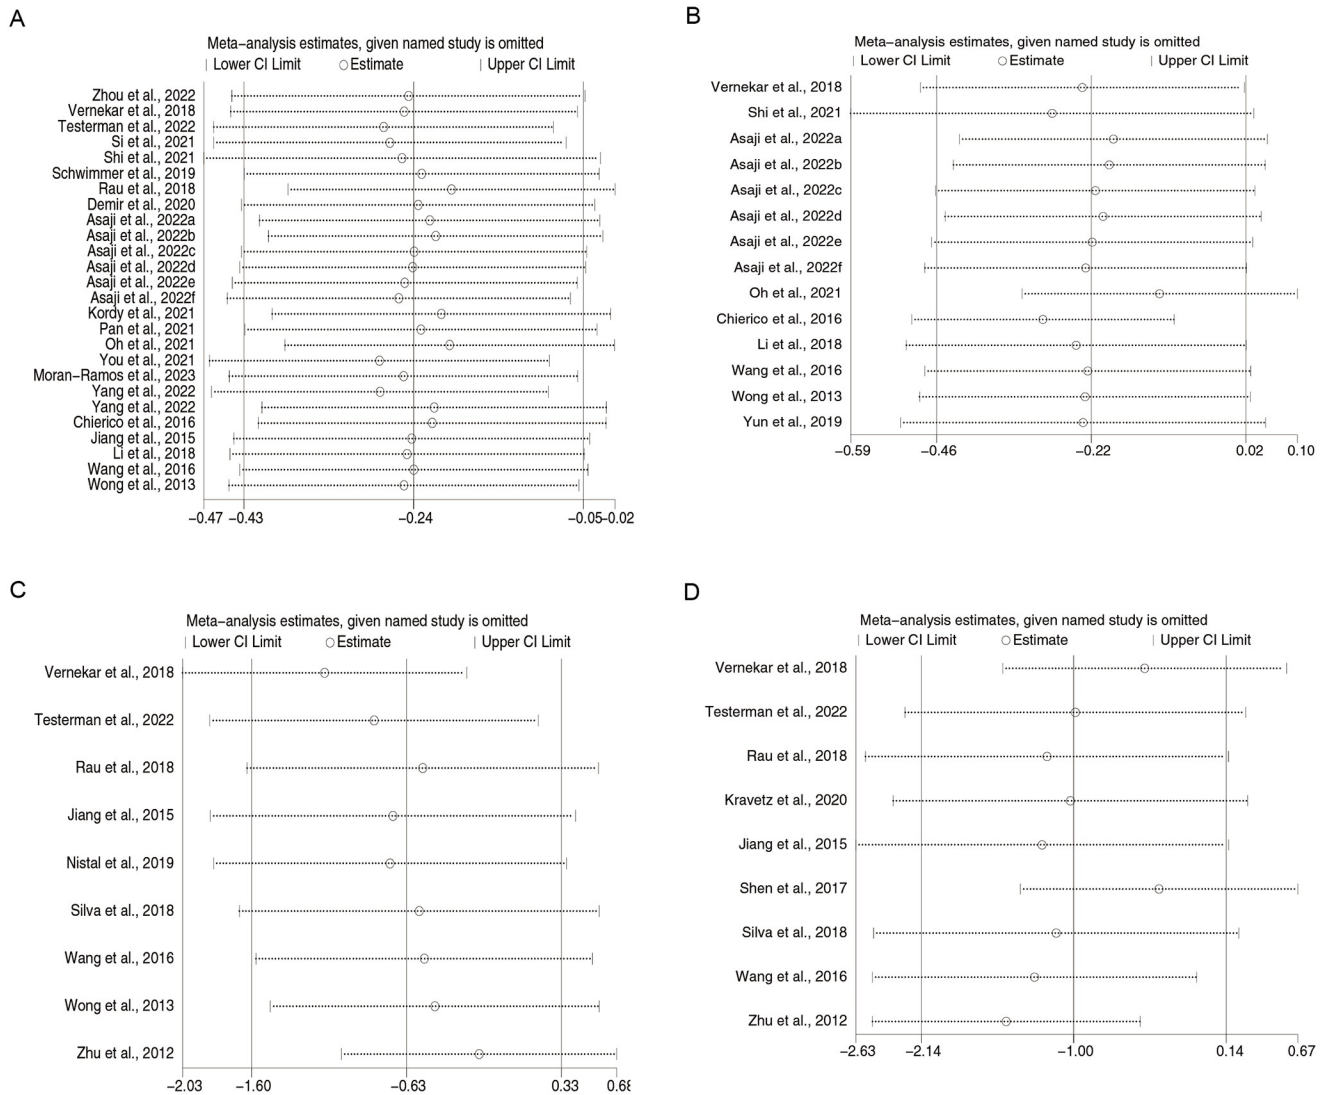 A
Meta−analysis estimates, given named study is omitted
Lower CI Limit Estimate Upper CI Limit
Zhou et al., 2022
Vernekar et al., 2018
Testerman et al., 2022
Si et al., 2021
Shi et al., 2021
Schwimmer et al., 2019
Rau et al., 2018
Demir et al., 2020
Asaji et al., 2022a
Asaji et al., 2022b
Asaji et al., 2022c
Asaji et al., 2022d
Asaji et al., 2022e
Asaji et al., 2022f
Kordy et al., 2021
Pan et al., 2021
Oh et al., 2021
You et al., 2021
Moran−Ramos et al., 2023
Yang et al., 2022
Yang et al., 2022
Chierico et al., 2016
Jiang et al., 2015
Li et al., 2018
Wang et al., 2016
Wong et al., 2013
−0.47 −0.43 −0.24 −0.05 −0.02
B
Meta−analysis estimates, given named study is omitted
Lower CI Limit Estimate Upper CI Limit
Vernekar et al., 2018
Shi et al., 2021
Asaji et al., 2022a
Asaji et al., 2022b
Asaji et al., 2022c
Asaji et al., 2022d
Asaji et al., 2022e
Asaji et al., 2022f
Oh et al., 2021
Chierico et al., 2016
Li et al., 2018
Wang et al., 2016
Wong et al., 2013
Yun et al., 2019
−0.59 −0.46 −0.22 0.02 0.10
C
Meta−analysis estimates, given named study is omitted
Lower CI Limit Estimate Upper CI Limit
Vernekar et al., 2018
Testerman et al., 2022
Rau et al., 2018
Jiang et al., 2015
Nistal et al., 2019
Silva et al., 2018
Wang et al., 2016
Wong et al., 2013
Zhu et al., 2012
−2.03 −1.60 −0.63 0.33
D
Meta−analysis estimates, given named study is omitted
Lower CI Limit Estimate Upper CI Limit
Vernekar et al., 2018
Testerman et al., 2022
Rau et al., 2018
Kravetz et al., 2020
Jiang et al., 2015
Shen et al., 2017
Silva et al., 2018
Wang et al., 2016
Zhu et al., 2012
−2.63 −2.14 −1.00 0.14 0.67